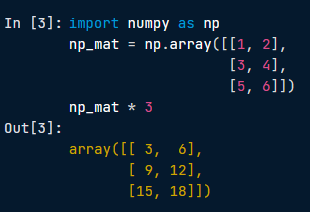 In [3]: import numpy as np
np_mat = np.array([[1, 2],
[3, 4],
[5, 6]])
np_mat * 3
Out[3]:
array([[ 3,  6],
[ 9, 12],
[15, 18]])